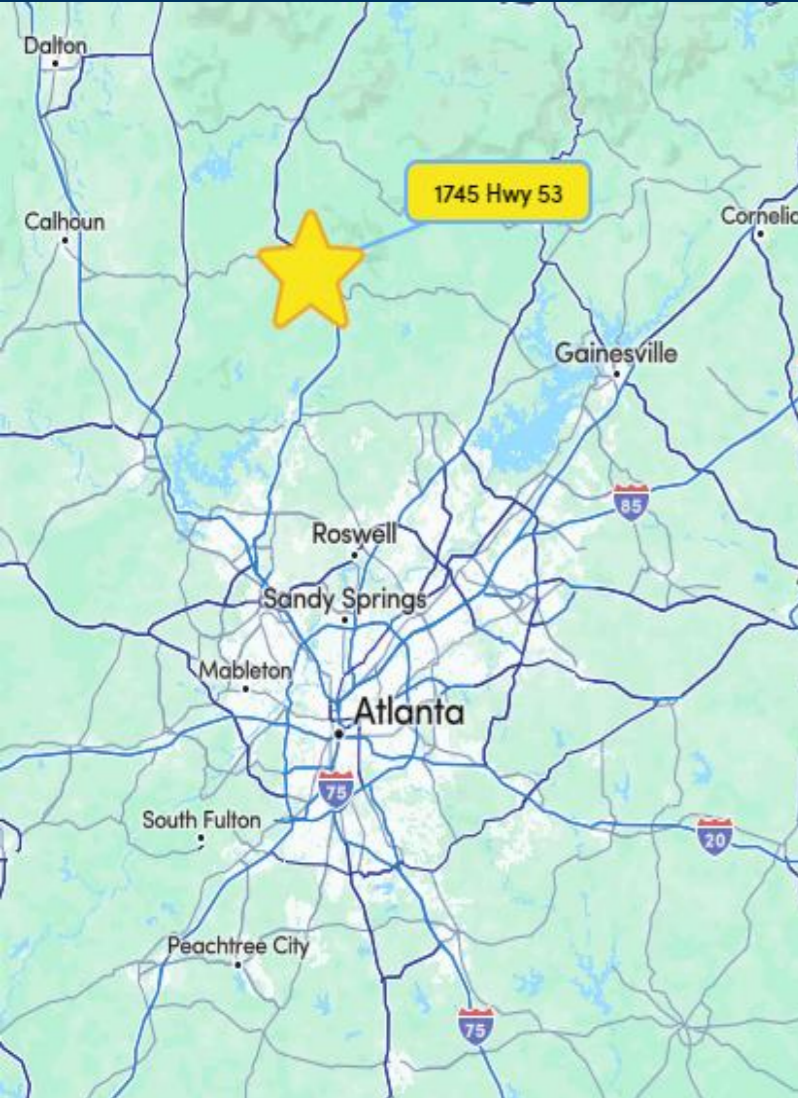 Dalton
1745 Hwy 53
Calhoun
Cornelia
Gainesville
85
Roswell
Sandy Springs
Mableton
Atlanta
75
South Fulton
20
Peachtree City
75